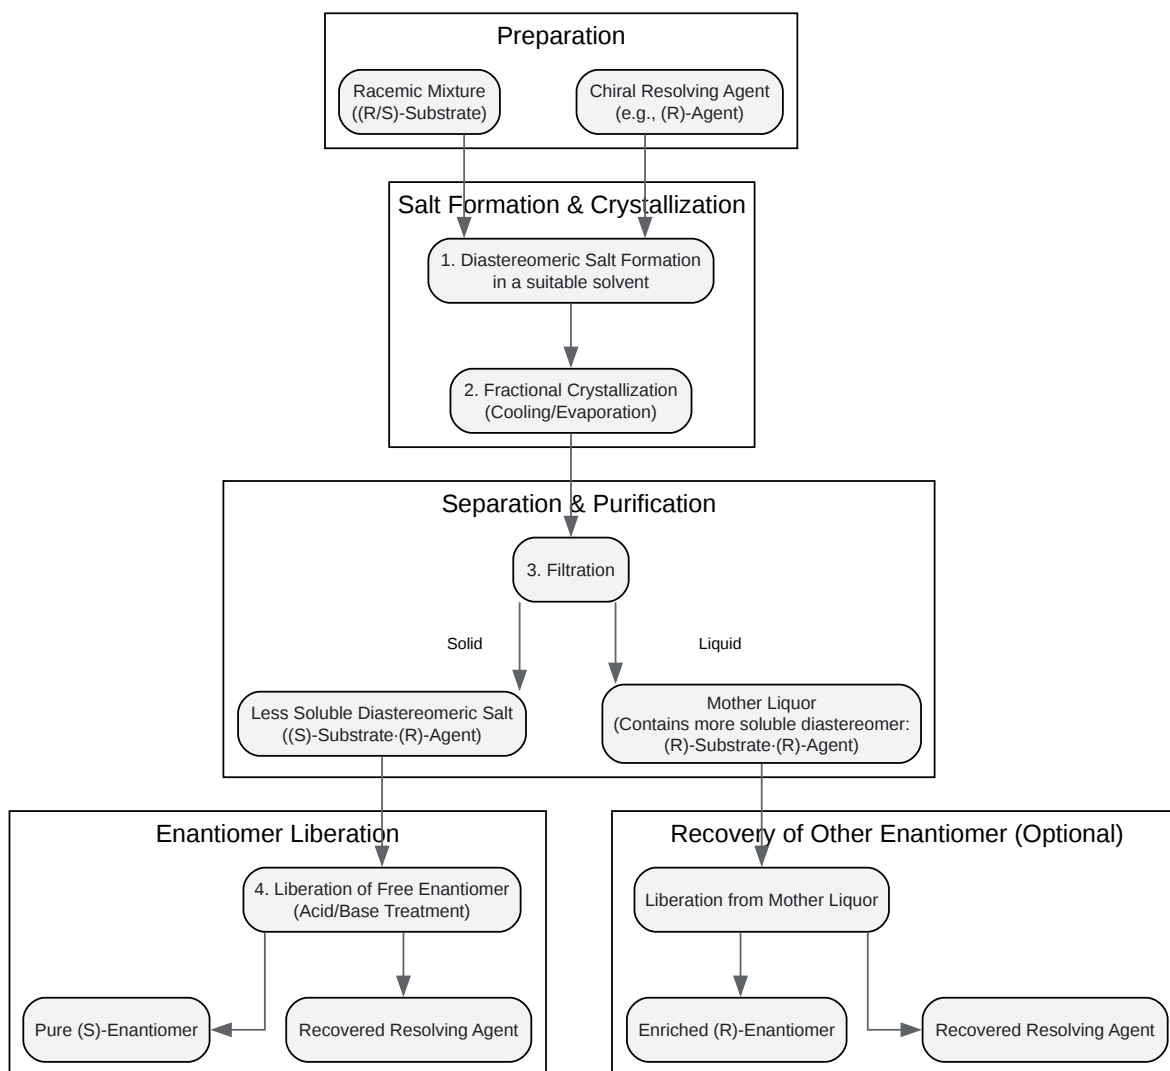 Preparation
Racemic Mixture
((R/S)-Substrate)
Chiral Resolving Agent
(e.g., (R)-Agent)
Salt Formation & Crystallization
1. Diastereomeric Salt Formation
in a suitable solvent
2. Fractional Crystallization
(Cooling/Evaporation)
Separation & Purification
3. Filtration
Solid
Liquid
Less Soluble Diastereomeric Salt
((S)-Substrate·(R)-Agent)
Mother Liquor
(Contains more soluble diastereomer:
(R)-Substrate·(R)-Agent)
Enantiomer Liberation
4. Liberation of Free Enantiomer
(Acid/Base Treatment)
Pure (S)-Enantiomer
Recovered Resolving Agent
Recovery of Other Enantiomer (Optional)
Liberation from Mother Liquor
Enriched (R)-Enantiomer
Recovered Resolving Agent